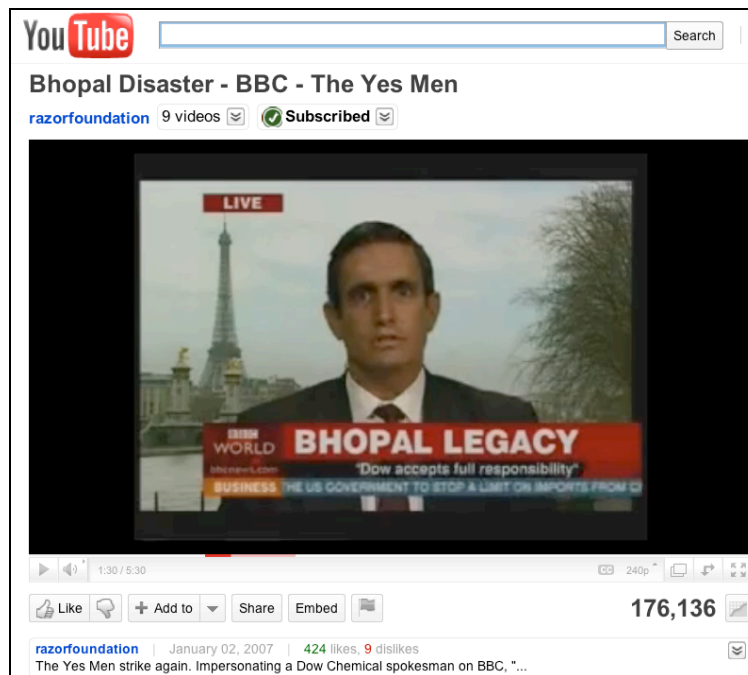 You Tube
Search
Bhopal Disaster - BBC - The Yes Men
razorfoundation 9 videos Subscribed
LIVE
BBC
WORLD
bbcnews.com
BHOPAL LEGACY
"Dow accepts full responsibility"
BUSINESS THE US GOVERNMENT TO STOP A LIMIT ON IMPORTS FROM
1:30 / 5:30 CC 240p
Like Add to Share Embed 176,136
razorfoundation | January 02, 2007 | 424 likes, 9 dislikes
The Yes Men strike again. Impersonating a Dow Chemical spokesman on BBC, "...